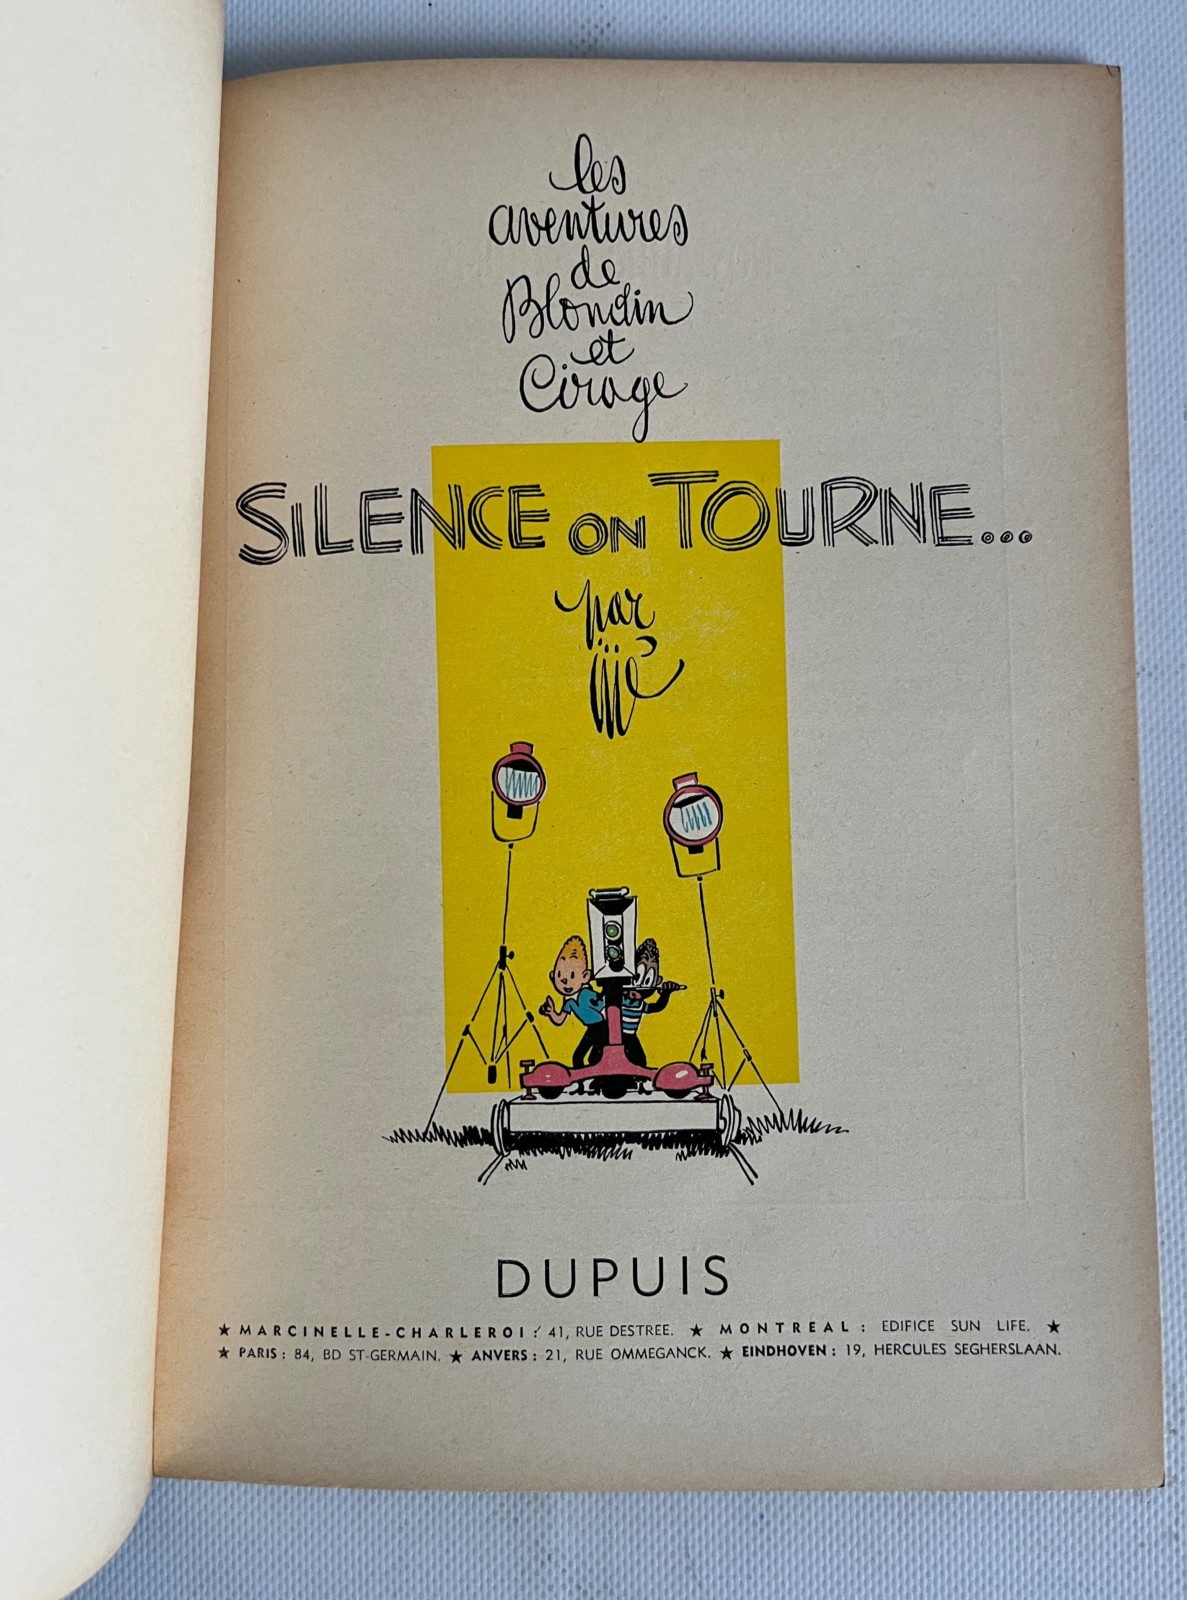 les
aventures
de
Blondin
et
Cirage
SILENCE ON TOURNE...
par
Jijé
DUPUIS
★ MARCINELLE-CHARLEROI : 41, RUE DESTREE. ★ MONTREAL : EDIFICE SUN LIFE. ★
★ PARIS : 84, BD ST-GERMAIN. ★ ANVERS : 21, RUE OMMEGANCK. ★ EINDHOVEN : 19, HERCULES SEGHERSLAAN.